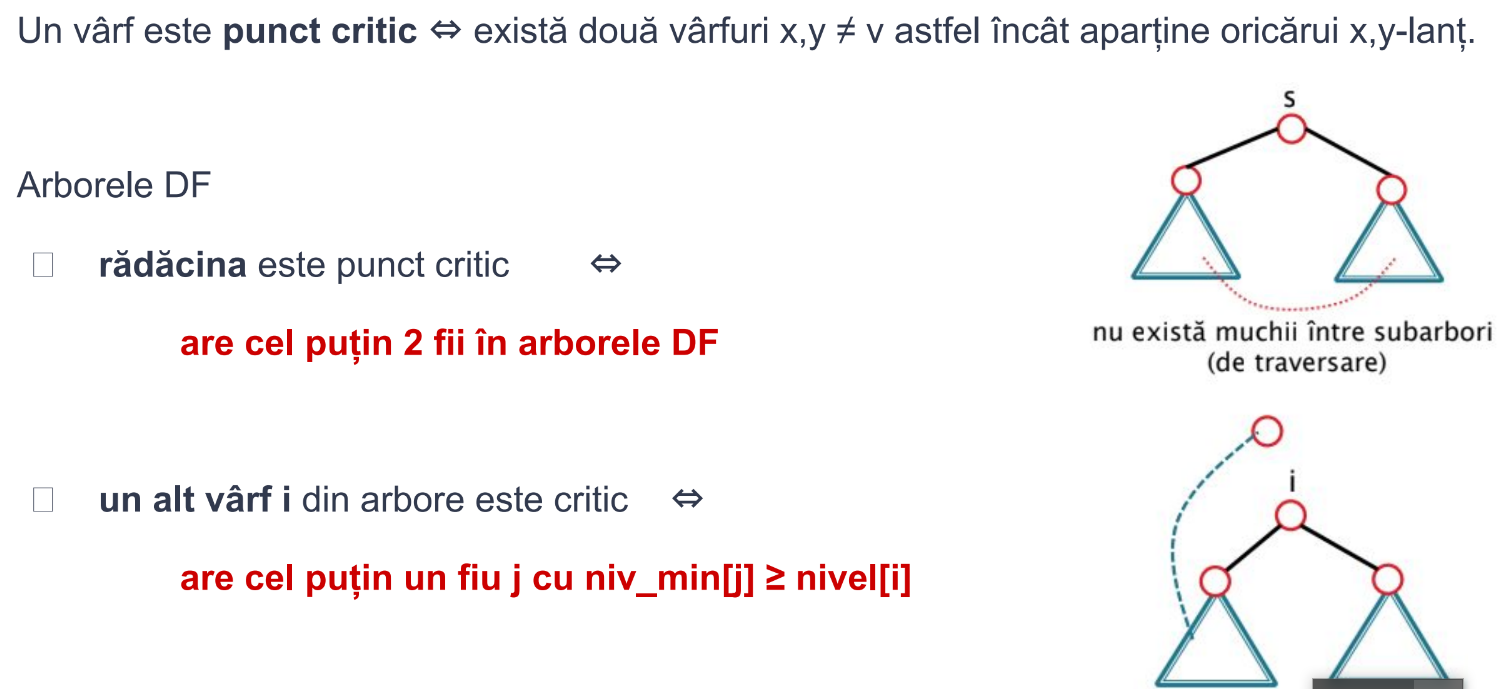 Un vârf este punct critic ⇔ există două vârfuri x,y ≠ v astfel încât aparține oricărui x,y-lanț.
s
Arborele DF
rădăcina este punct critic ⇔
are cel puțin 2 fii în arborele DF
nu există muchii între subarbori
(de traversare)
i
un alt vârf i din arbore este critic ⇔
are cel puțin un fiu j cu niv_min[j] ≥ nivel[i]